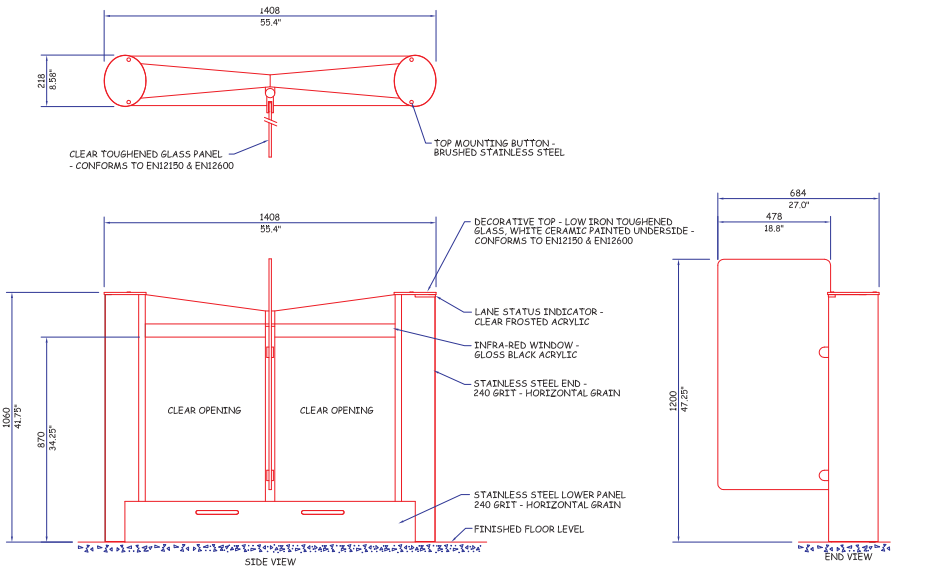 1408
55.4"
218
8.58"
CLEAR TOUGHENED GLASS PANEL
- CONFORMS TO EN12150 & EN12600
TOP MOUNTING BUTTON -
BRUSHED STAINLESS STEEL
1408
55.4"
DECORATIVE TOP - LOW IRON TOUGHENED
GLASS, WHITE CERAMIC PAINTED UNDERSIDE -
CONFORMS TO EN12150 & EN12600
LANE STATUS INDICATOR -
CLEAR FROSTED ACRYLIC
INFRA-RED WINDOW -
GLOSS BLACK ACRYLIC
STAINLESS STEEL END -
240 GRIT - HORIZONTAL GRAIN
CLEAR OPENING
CLEAR OPENING
1060
41.75"
870
34.25"
STAINLESS STEEL LOWER PANEL
240 GRIT - HORIZONTAL GRAIN
FINISHED FLOOR LEVEL
SIDE VIEW
684
27.0"
478
18.8"
1200
47.25"
END VIEW